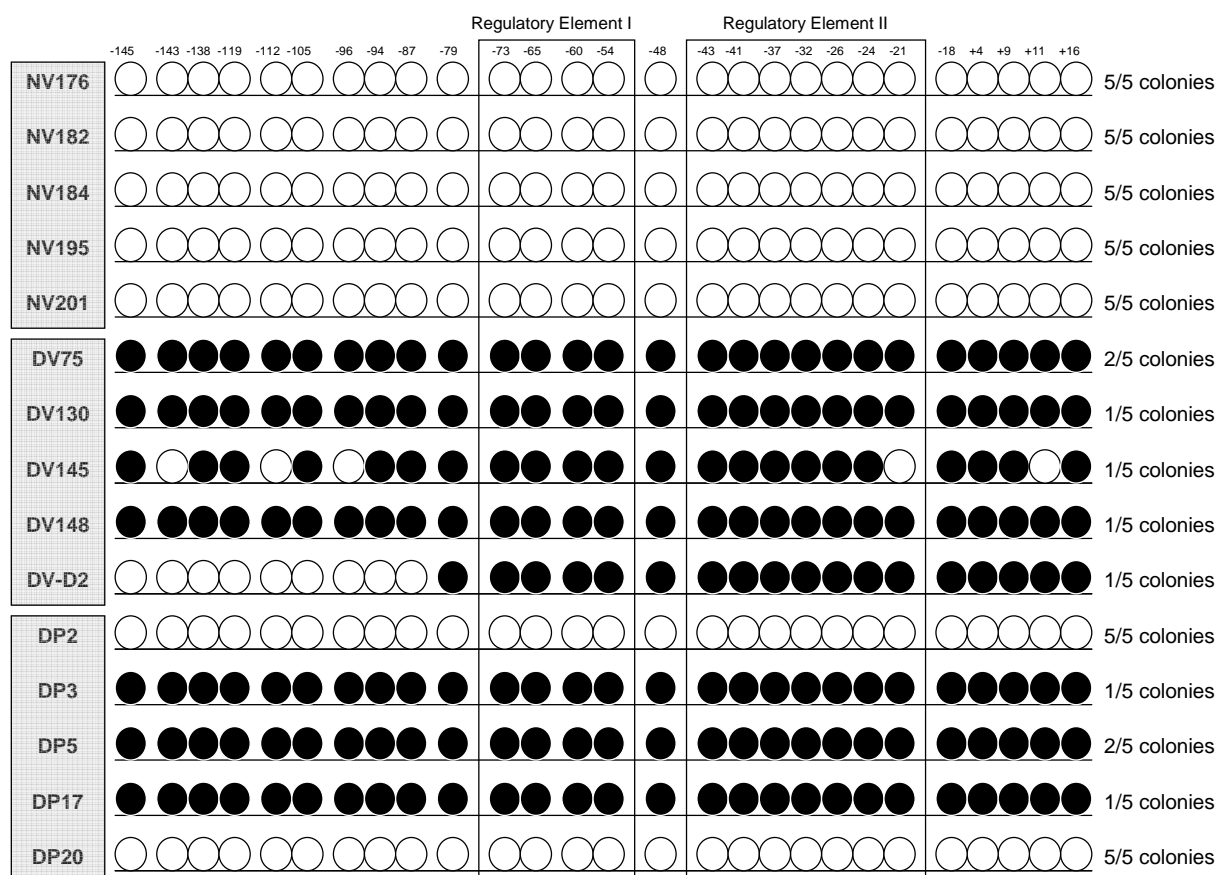 Regulatory Element I Regulatory Element II
-145 -143 -138 -119 -112 -105 -96 -94 -87 -79 -73 -65 -60 -54 -48 -43 -41 -37 -32 -26 -24 -21 -18 +4 +9 +11 +16
NV176 5/5 colonies
NV182 5/5 colonies
NV184 5/5 colonies
NV195 5/5 colonies
NV201 5/5 colonies
DV75 2/5 colonies
DV130 1/5 colonies
DV145 1/5 colonies
DV148 1/5 colonies
DV-D2 1/5 colonies
DP2 5/5 colonies
DP3 1/5 colonies
DP5 2/5 colonies
DP17 1/5 colonies
DP20 5/5 colonies